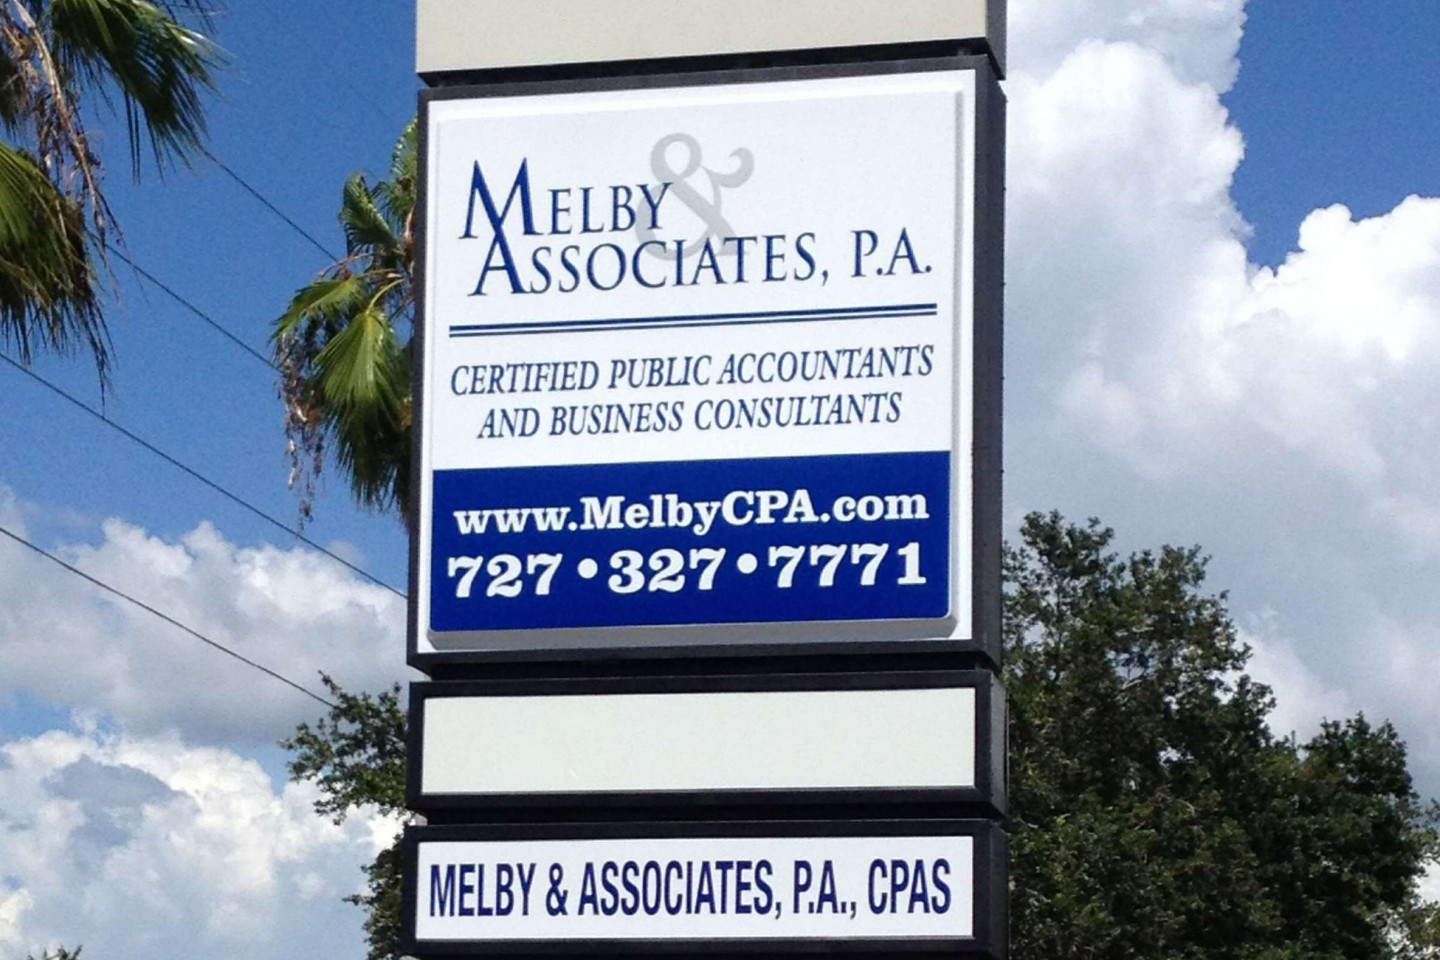 MELBY &
ASSOCIATES, P.A.
CERTIFIED PUBLIC ACCOUNTANTS
AND BUSINESS CONSULTANTS
www.MelbyCPA.com
727•327•7771
MELBY & ASSOCIATES, P.A., CPAS